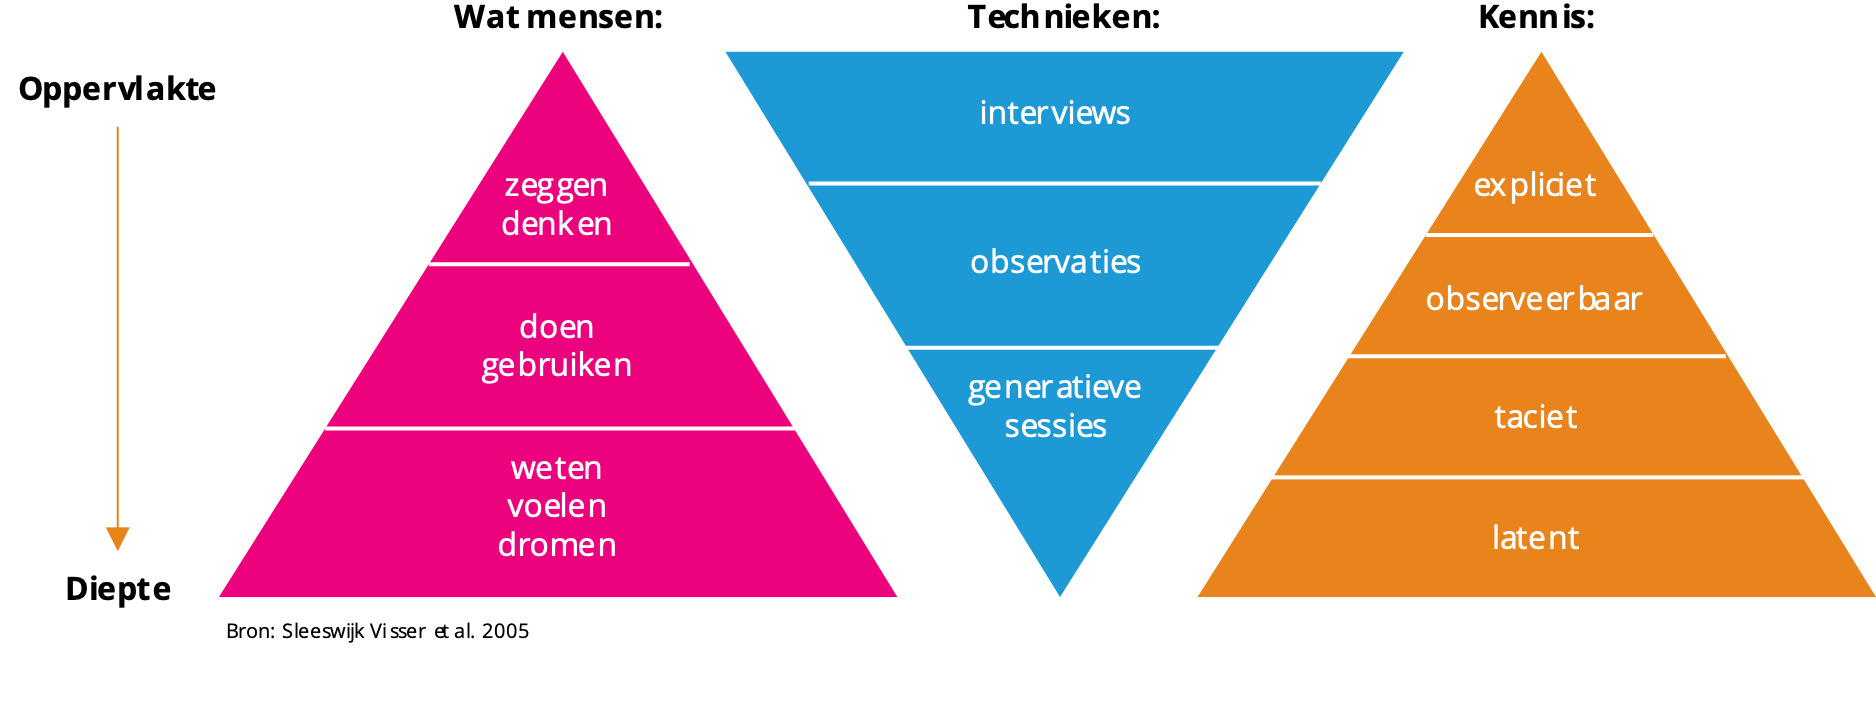 Wat mensen:
Technieken:
Kennis:
Oppervlakte
Diepte
zeggen
denken
doen
gebruiken
weten
voelen
dromen
interviews
observaties
generatieve
sessies
expliciet
observeerbaar
taciet
latent
Bron: Sleeswijk Visser et al. 2005